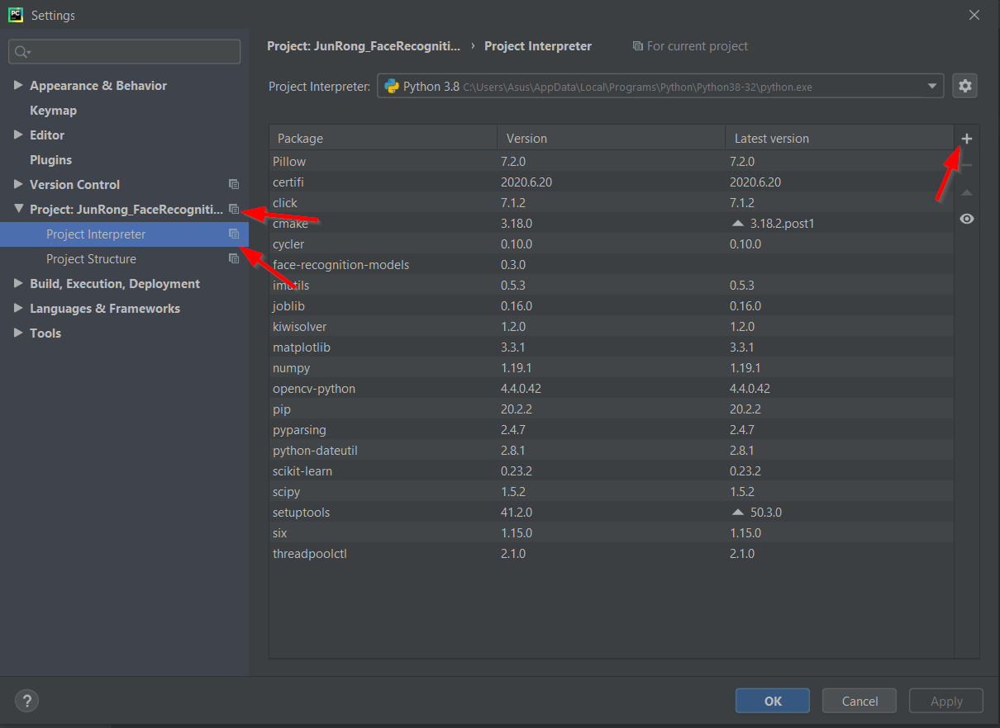 PC Settings
Project: JunRong_FaceRecogniti... › Project Interpreter For current project
Appearance & Behavior
Keymap
Editor
Plugins
Version Control
Project: JunRong_FaceRecogniti...
Project Interpreter
Project Structure
Build, Execution, Deployment
Languages & Frameworks
Tools
Project Interpreter: Python 3.8 C:\Users\Asus\AppData\Local\Programs\Python\Python38-32\python.exe
Package Version Latest version
Pillow 7.2.0 7.2.0
certifi 2020.6.20 2020.6.20
click 7.1.2 7.1.2
cmake 3.18.0 3.18.2.post1
cycler 0.10.0 0.10.0
face-recognition-models 0.3.0
imutils 0.5.3 0.5.3
joblib 0.16.0 0.16.0
kiwisolver 1.2.0 1.2.0
matplotlib 3.3.1 3.3.1
numpy 1.19.1 1.19.1
opencv-python 4.4.0.42 4.4.0.42
pip 20.2.2 20.2.2
pyparsing 2.4.7 2.4.7
python-dateutil 2.8.1 2.8.1
scikit-learn 0.23.2 0.23.2
scipy 1.5.2 1.5.2
setuptools 41.2.0 50.3.0
six 1.15.0 1.15.0
threadpoolctl 2.1.0 2.1.0
? OK Cancel Apply